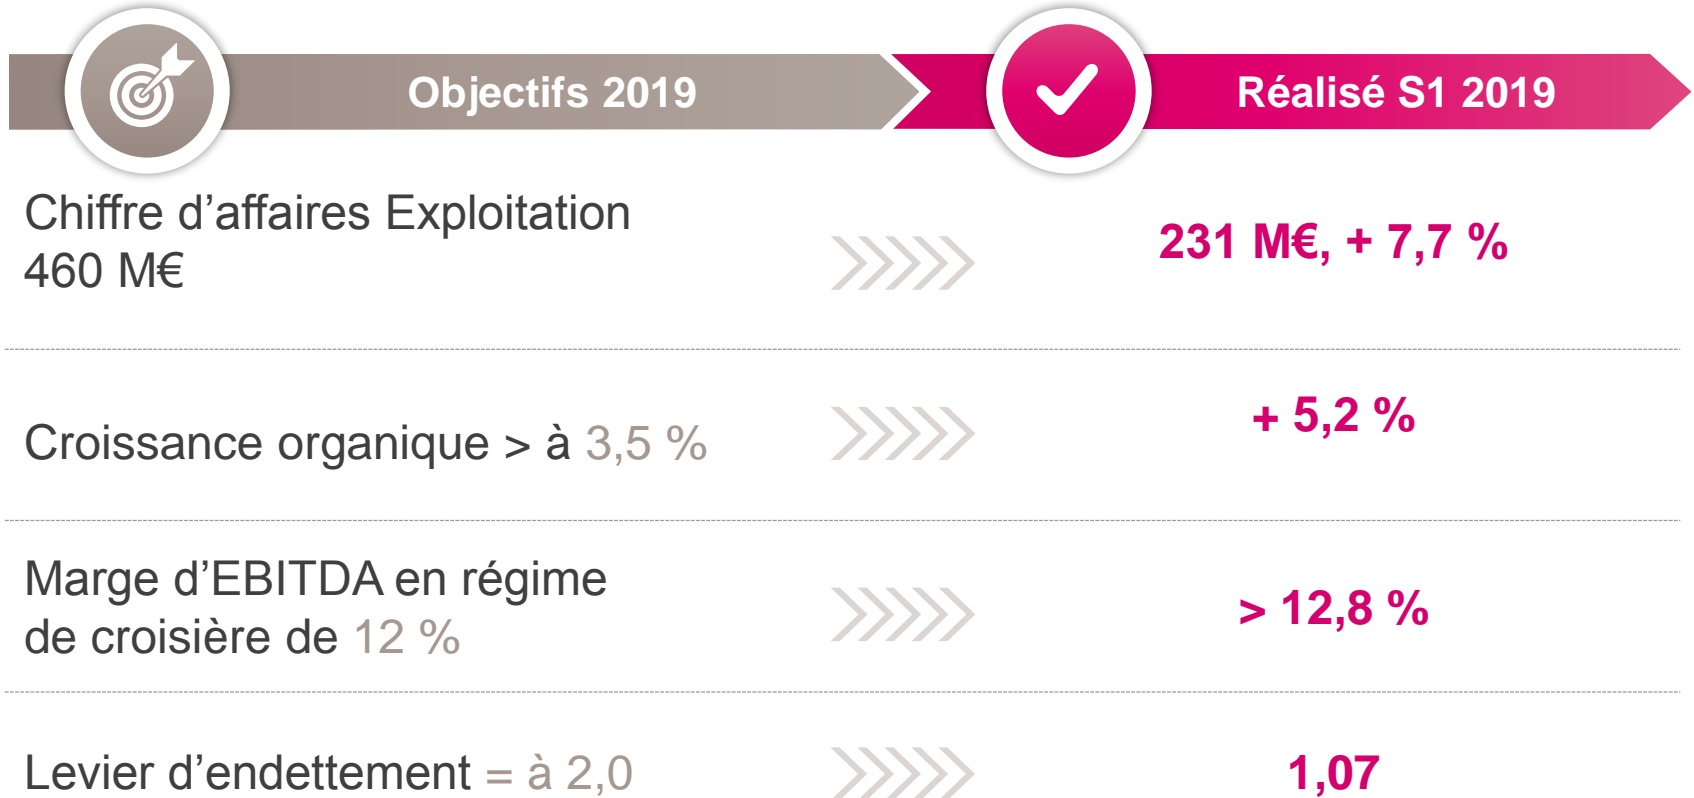 Objectifs 2019
Réalisé S1 2019
Chiffre d’affaires Exploitation
460 M€
231 M€, + 7,7 %
Croissance organique > à 3,5 %
+ 5,2 %
Marge d’EBITDA en régime
de croisière de 12 %
> 12,8 %
Levier d’endettement = à 2,0
1,07